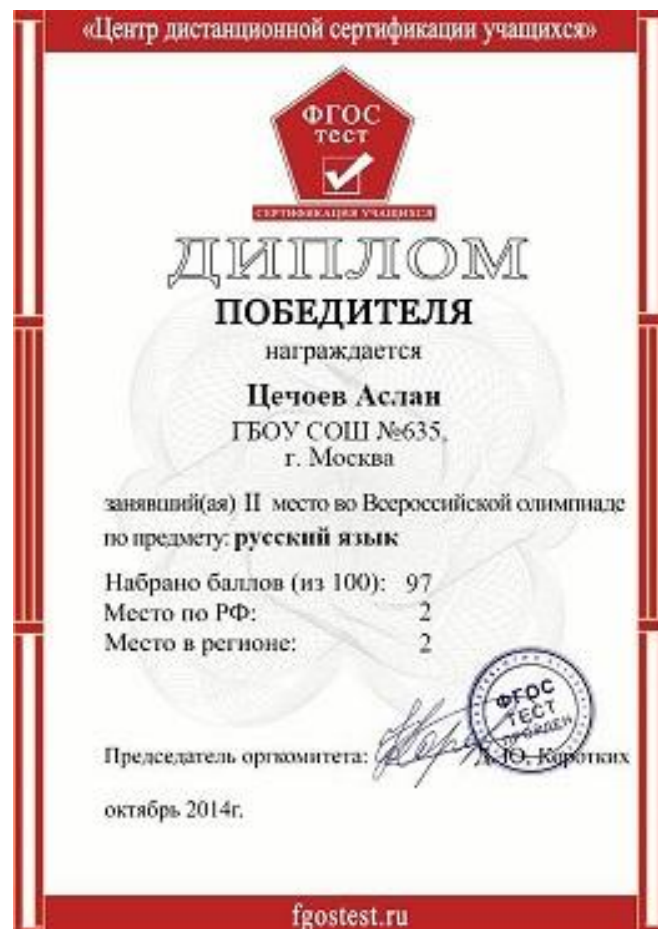 «Центр дистанционной сертификации учащихся»
ФГОС
тест
СЕРТИФИКАЦИЯ УЧАЩИХСЯ
ДИПЛОМ
ПОБЕДИТЕЛЯ
награждается
Цечоев Аслан
ГБОУ СОШ №635,
г. Москва
занявший(ая) II место во Всероссийской олимпиаде
по предмету: русский язык
Набрано баллов (из 100): 97
Место по РФ: 2
Место в регионе: 2
ФГОС
ТЕСТ
ПРОЙДЕН
Председатель оргкомитета: Д.Ю. Коротких
октябрь 2014г.
fgostest.ru